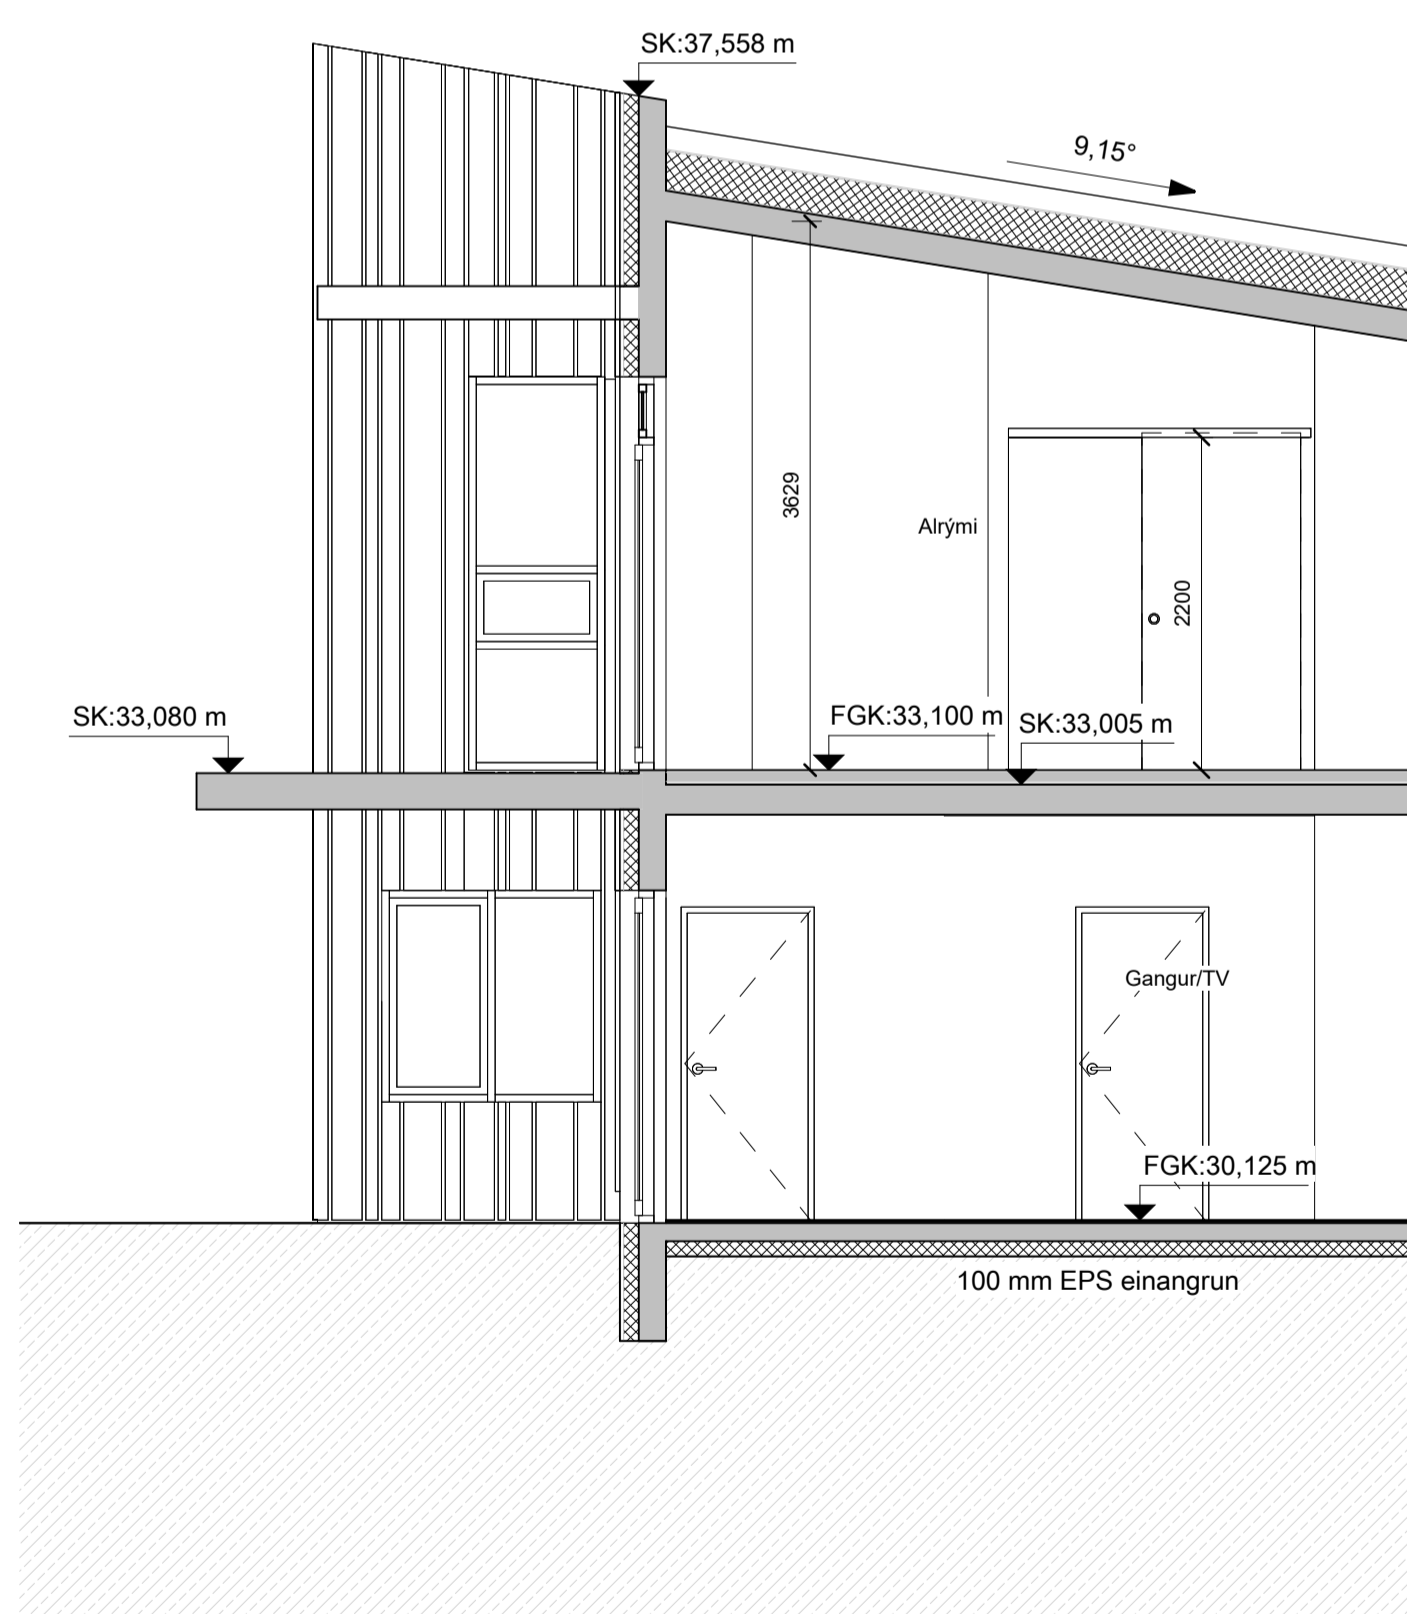 SK:37,558 m
9,15°
3629
Alrými
2200
SK:33,080 m
FGK:33,100 m
SK:33,005 m
Gangur/TV
FGK:30,125 m
100 mm EPS einangrun